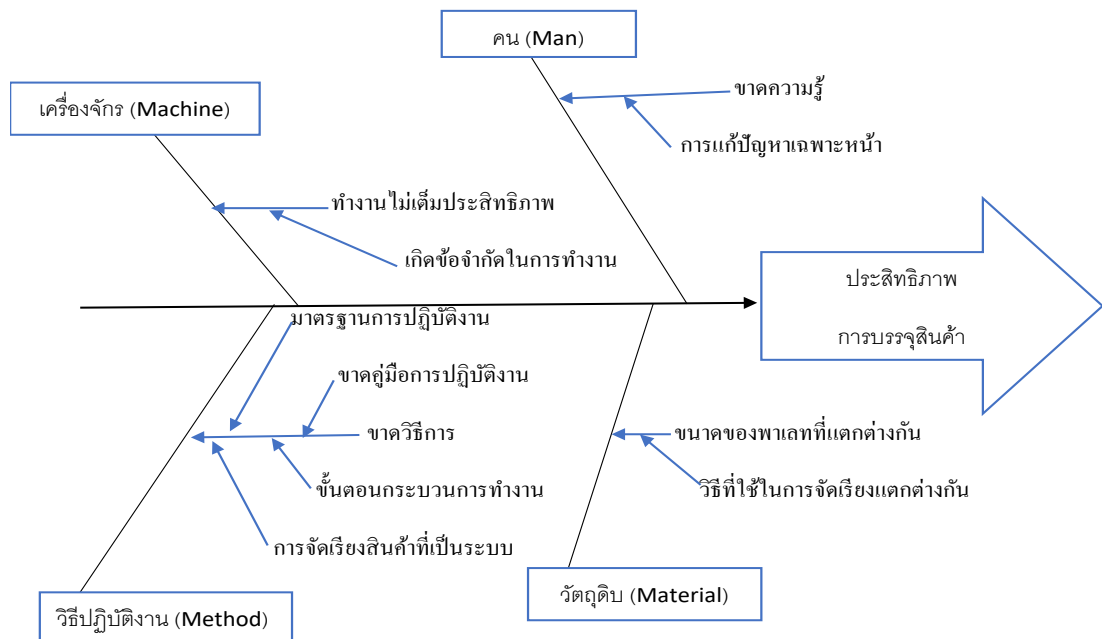 คน (Man)
เครื่องจักร (Machine)
ขาดความรู้
การแก้ปัญหาเฉพาะหน้า
ทำงานไม่เต็มประสิทธิภาพ
เกิดข้อจำกัดในการทำงาน
ประสิทธิภาพ
การบรรจุสินค้า
มาตรฐานการปฏิบัติงาน
ขาดคู่มือการปฏิบัติงาน
ขาดวิธีการ
ขั้นตอนกระบวนการทำงาน
การจัดเรียงสินค้าที่เป็นระบบ
ขนาดของพาเลทที่แตกต่างกัน
วิธีที่ใช้ในการจัดเรียงแตกต่างกัน
วิธีปฏิบัติงาน (Method)
วัตถุดิบ (Material)